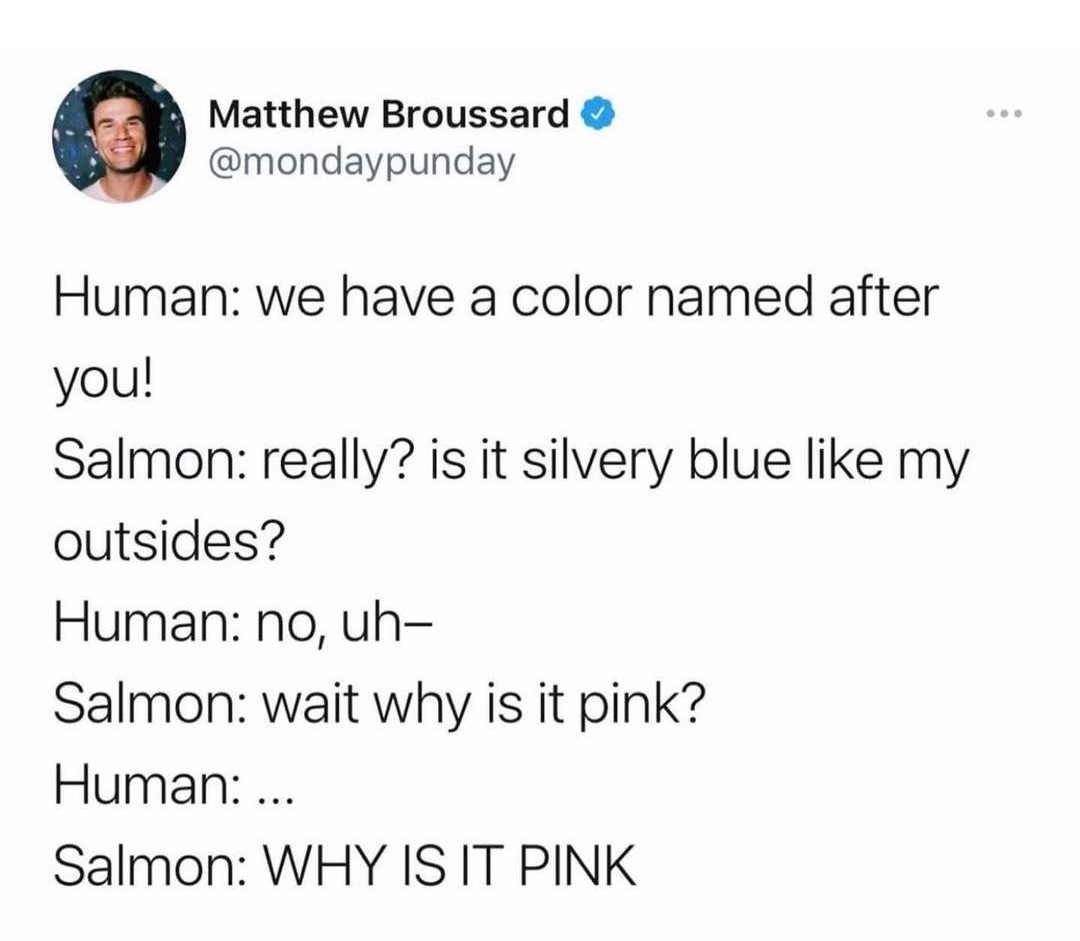 Matthew Broussard
@mondaypunday
Human: we have a color named after
you!
Salmon: really? is it silvery blue like my
outsides?
Human: no, uh–
Salmon: wait why is it pink?
Human: ...
Salmon: WHY IS IT PINK